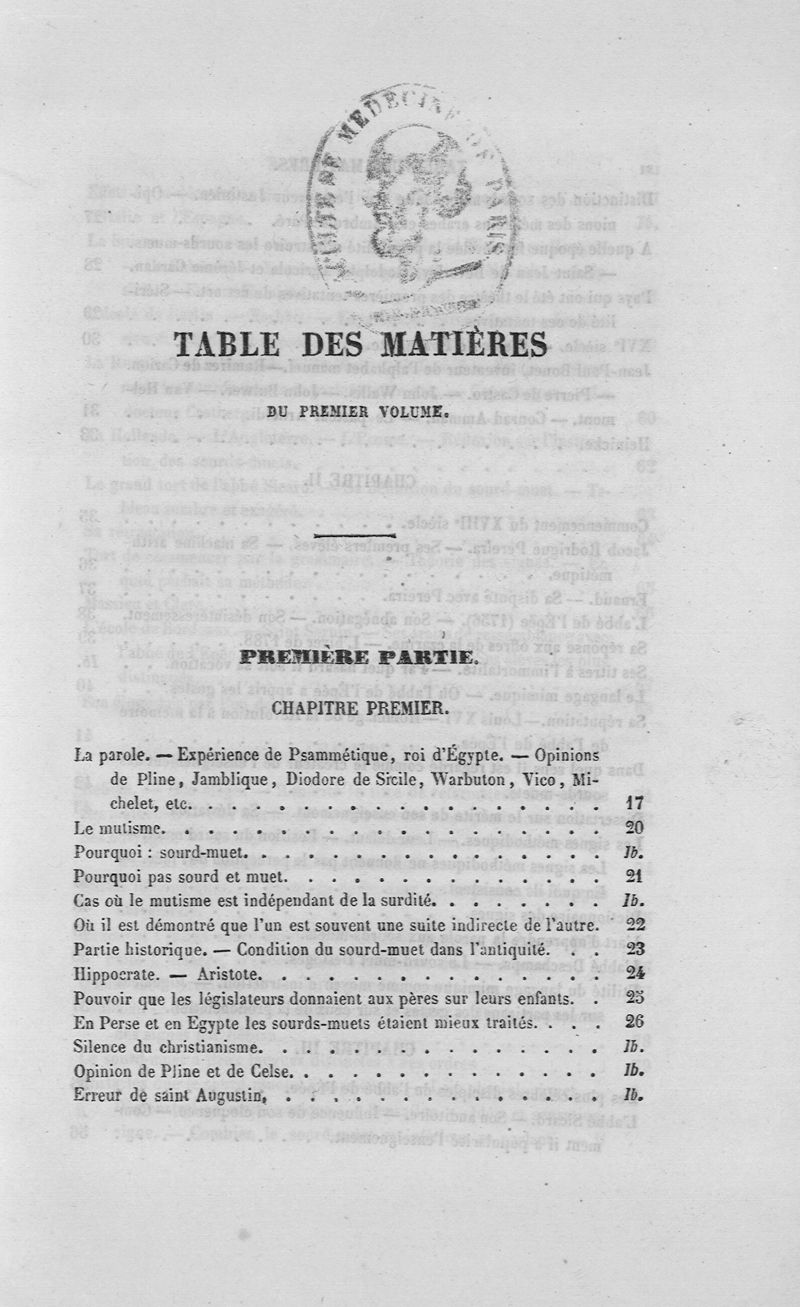 MÉDECINE DE PARIS
TABLE DES MATIÈRES
DU PREMIER VOLUME.
PREMIÈRE PARTIE.
CHAPITRE PREMIER.
La parole. — Expérience de Psammétique, roi d'Égypte. — Opinions
de Pline, Jamblique, Diodore de Sicile, Warbuton, Vico, Mi-
chelet, etc. . . . . . . . . . . . . . . . . . 17
Le mutisme. . . . . . . . . . . . . . . . . . . 20
Pourquoi : sourd-muet. . . . . . . . . . . . . . . Ib.
Pourquoi pas sourd et muet. . . . . . . . . . . . . 21
Cas où le mutisme est indépendant de la surdité. . . . . . . Ib.
Où il est démontré que l'un est souvent une suite indirecte de l'autre. 22
Partie historique. — Condition du sourd-muet dans l'antiquité. . . 23
Hippocrate. — Aristote. . . . . . . . . . . . . . 24
Pouvoir que les législateurs donnaient aux pères sur leurs enfants. . 25
En Perse et en Egypte les sourds-muets étaient mieux traités. . . . 26
Silence du christianisme. . . . . . . . . . . . . . Ib.
Opinion de Pline et de Celse. . . . . . . . . . . . . Ib.
Erreur de saint Augustin. . . . . . . . . . . . . . Ib.